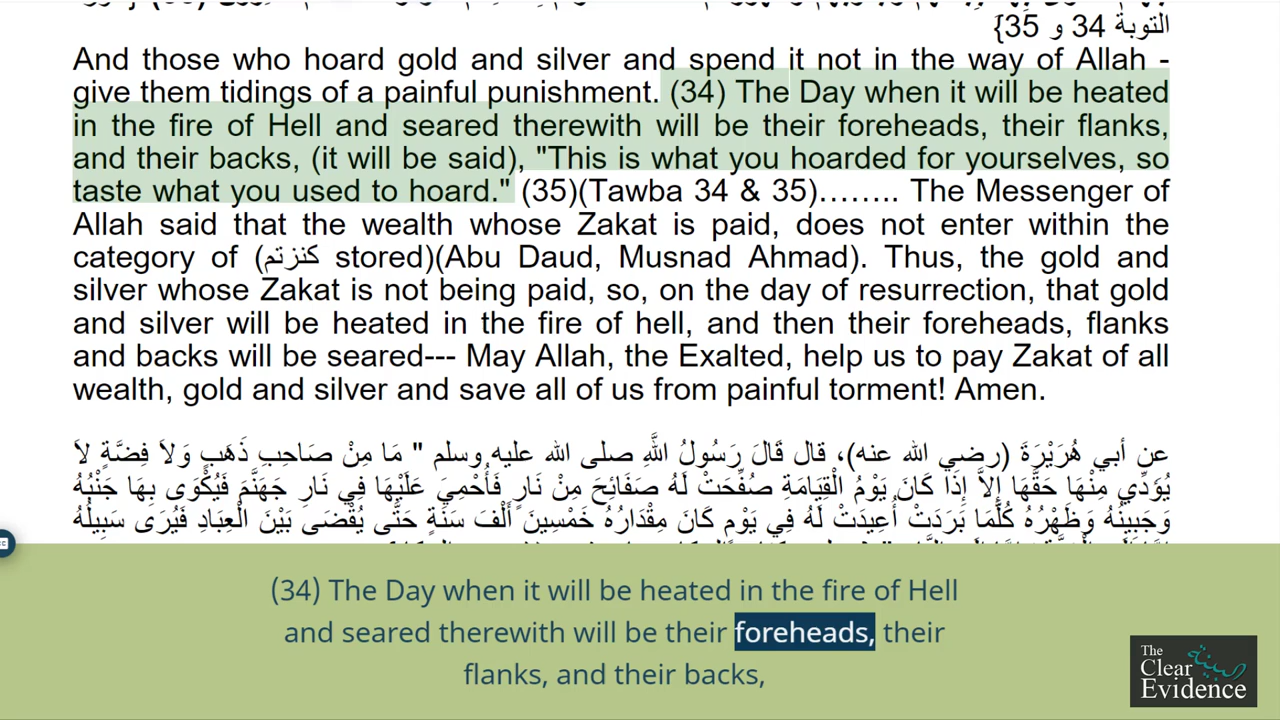 التوبة 34 و 35}
And those who hoard gold and silver and spend it not in the way of Allah -
give them tidings of a painful punishment. (34) The Day when it will be heated
in the fire of Hell and seared therewith will be their foreheads, their flanks,
and their backs, (it will be said), "This is what you hoarded for yourselves, so
taste what you used to hoard." (35)(Tawba 34 & 35)…….. The Messenger of
Allah said that the wealth whose Zakat is paid, does not enter within the
category of (كنزتم stored)(Abu Daud, Musnad Ahmad). Thus, the gold and
silver whose Zakat is not being paid, so, on the day of resurrection, that gold
and silver will be heated in the fire of hell, and then their foreheads, flanks
and backs will be seared--- May Allah, the Exalted, help us to pay Zakat of all
wealth, gold and silver and save all of us from painful torment! Amen.
عن أبي هُرَيْرَةَ (رضي الله عنه)، قال قَالَ رَسُولُ اللَّهِ صلى الله عليه وسلم " مَا مِنْ صَاحِبِ ذَهَبٍ وَلاَ فِضَّةٍ لاَ
يُؤَدِّي مِنْهَا حَقَّهَا إِلاَّ إِذَا كَانَ يَوْمُ الْقِيَامَةِ صُفِّحَتْ لَهُ صَفَائِحَ مِنْ نَارٍ فَأُحْمِيَ عَلَيْهَا فِي نَارِ جَهَنَّمَ فَيُكْوَى بِهَا جَنْبُهُ
وَجَبِينُهُ وَظَهْرُهُ كُلَّمَا بَرَدَتْ أُعِيدَتْ لَهُ فِي يَوْمٍ كَانَ مِقْدَارُهُ خَمْسِينَ أَلْفَ سَنَةٍ حَتَّى يُقْضَى بَيْنَ الْعِبَادِ فَيُرَى سَبِيلُهُ
(34) The Day when it will be heated in the fire of Hell
and seared therewith will be their foreheads, their
flanks, and their backs,
The
Clear
Evidence
البينة